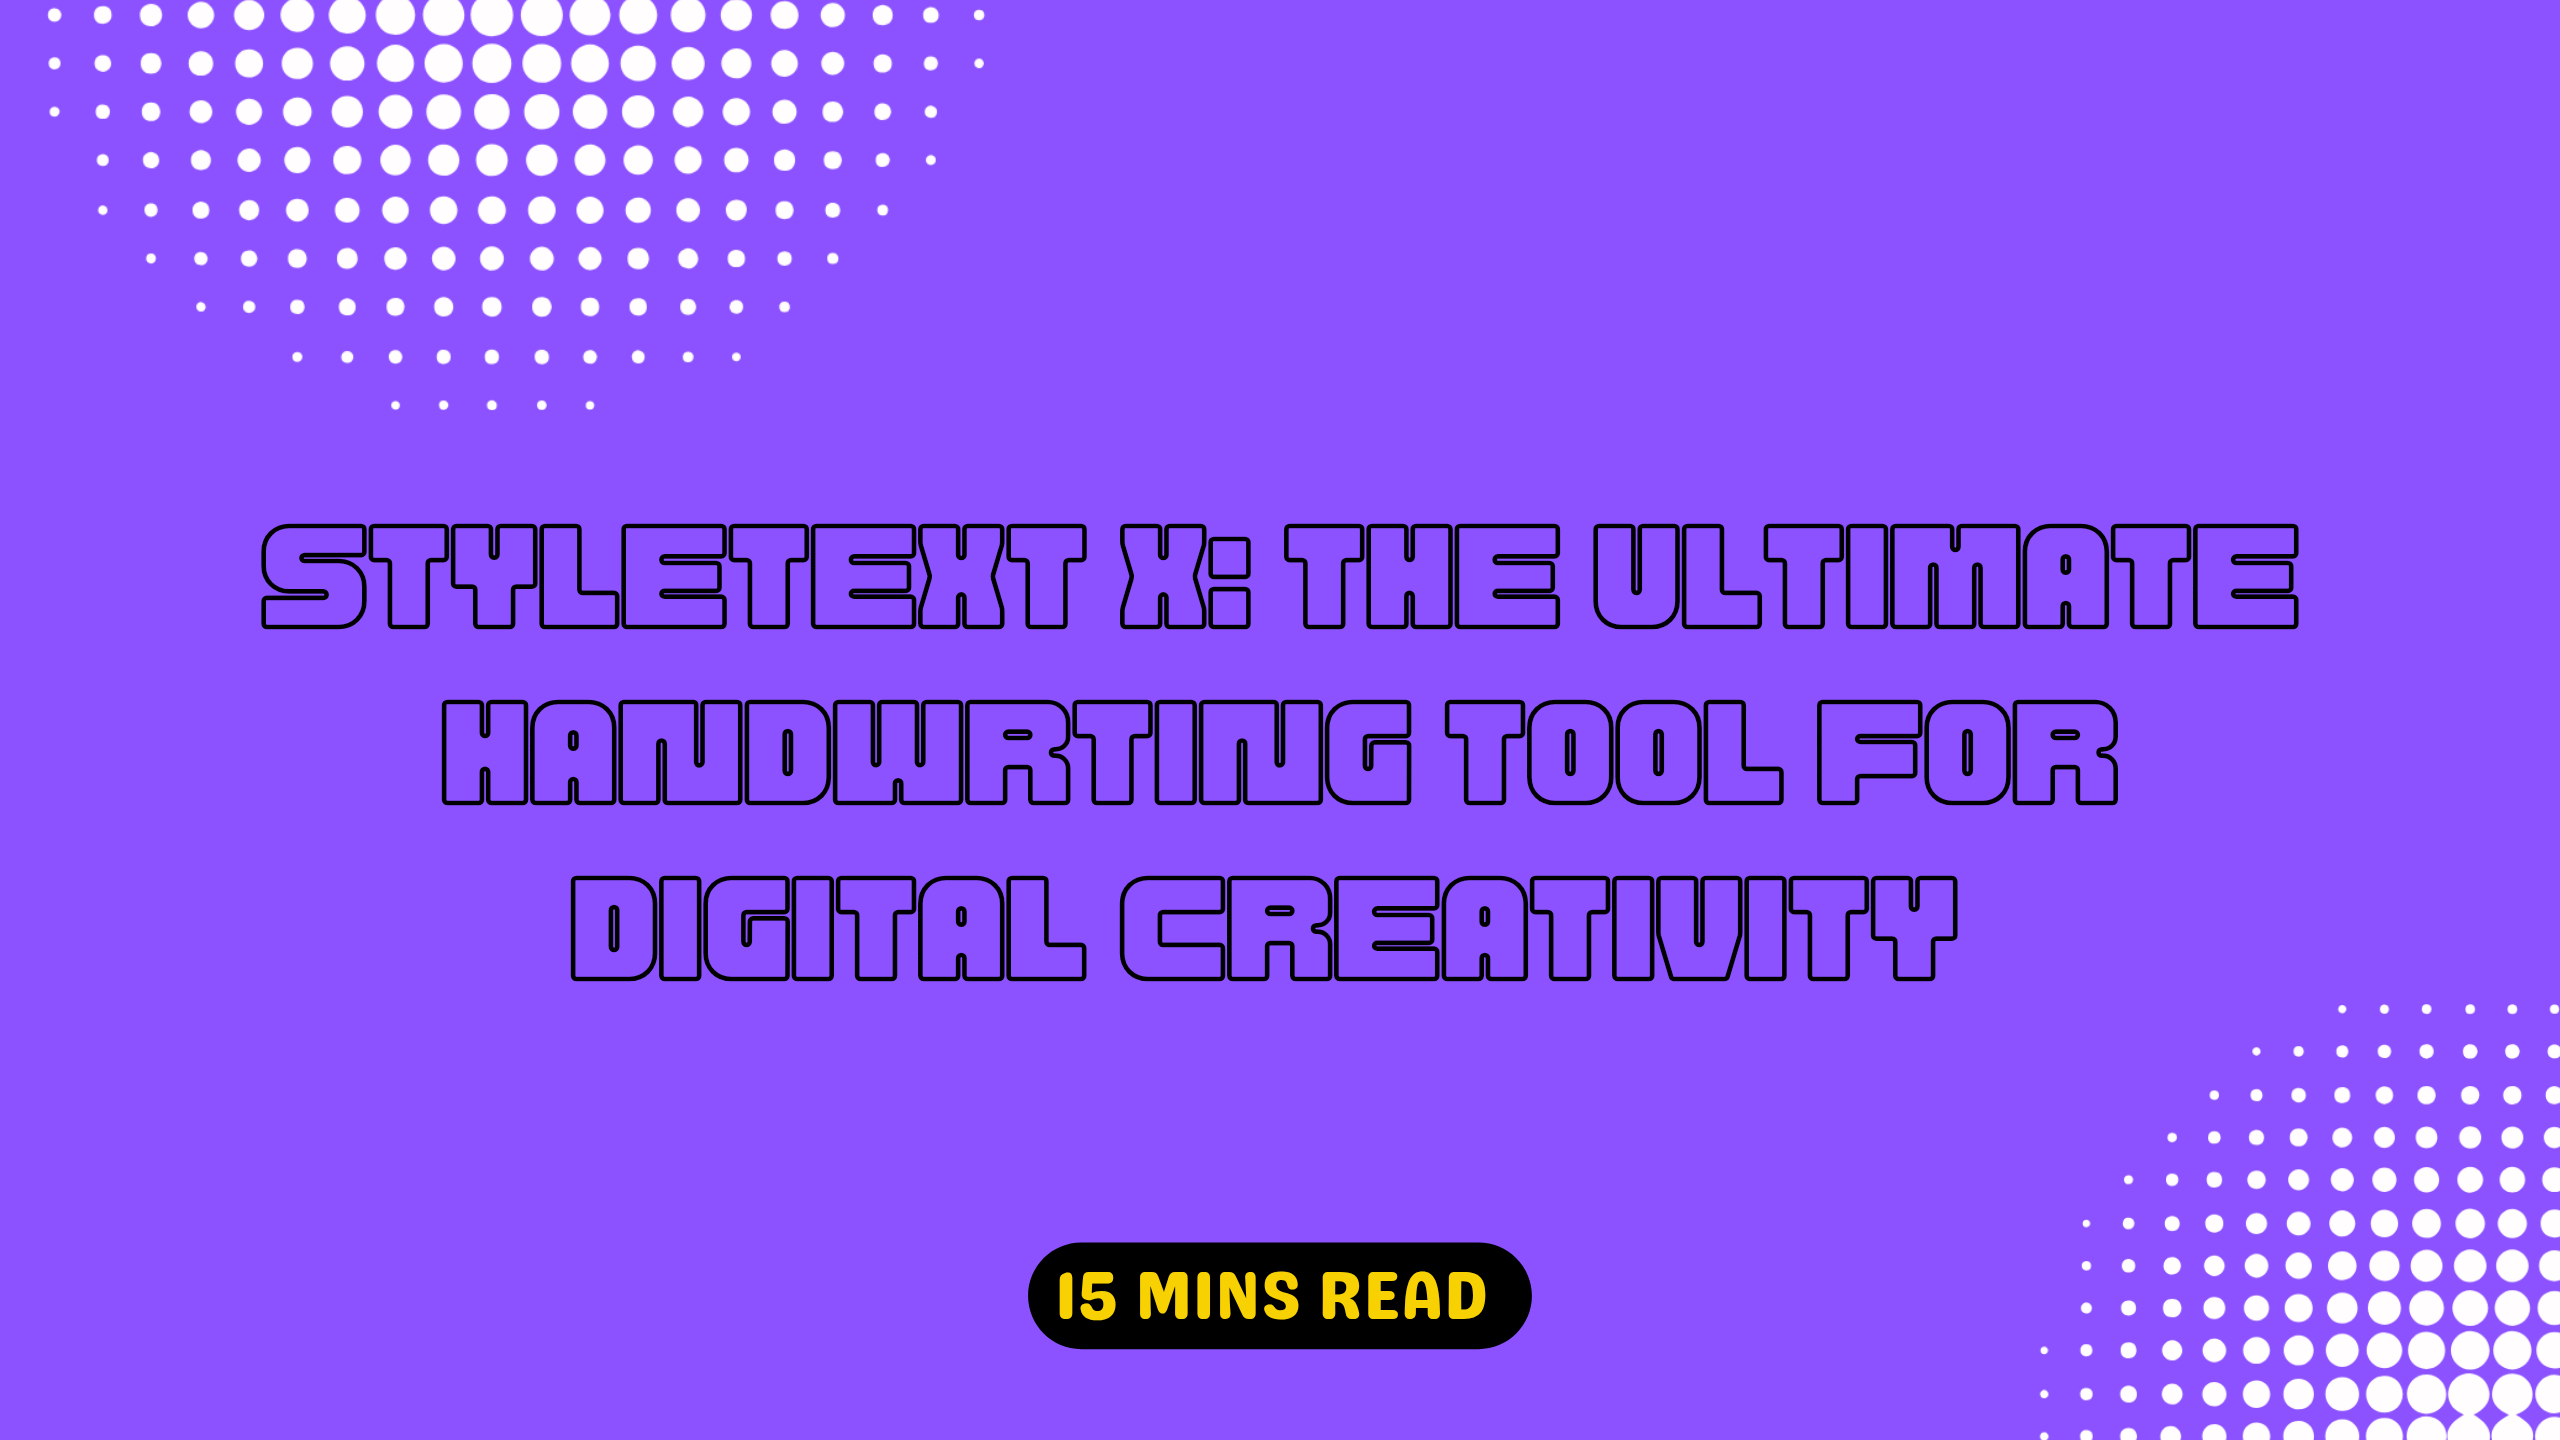 STYLETEXT X: THE ULTIMATE
HANDWRTING TOOL FOR
DIGITAL CREATIVITY
15 MINS READ